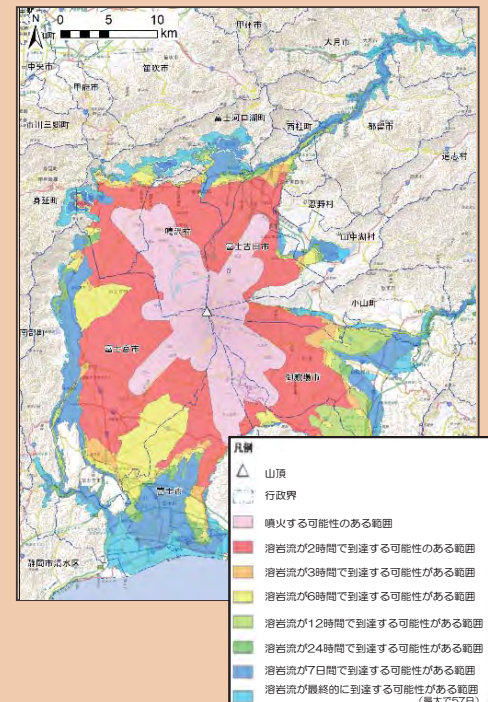 N
0 5 10
km
甲州市
大月市
中央市
笛吹市
甲府市
市川三郷町
富士河口湖町
西桂町
都留市
道志村
身延町
忍野村
鳴沢村
富士吉田市
山中湖村
小山町
富士宮市
御殿場市
富士市
静岡市清水区
凡例
山頂
行政界
噴火する可能性のある範囲
溶岩流が2時間で到達する可能性のある範囲
溶岩流が3時間で到達する可能性がある範囲
溶岩流が6時間で到達する可能性がある範囲
溶岩流が12時間で到達する可能性がある範囲
溶岩流が24時間で到達する可能性がある範囲
溶岩流が7日間で到達する可能性がある範囲
溶岩流が最終的に到達する可能性がある範囲
(最大で57日)